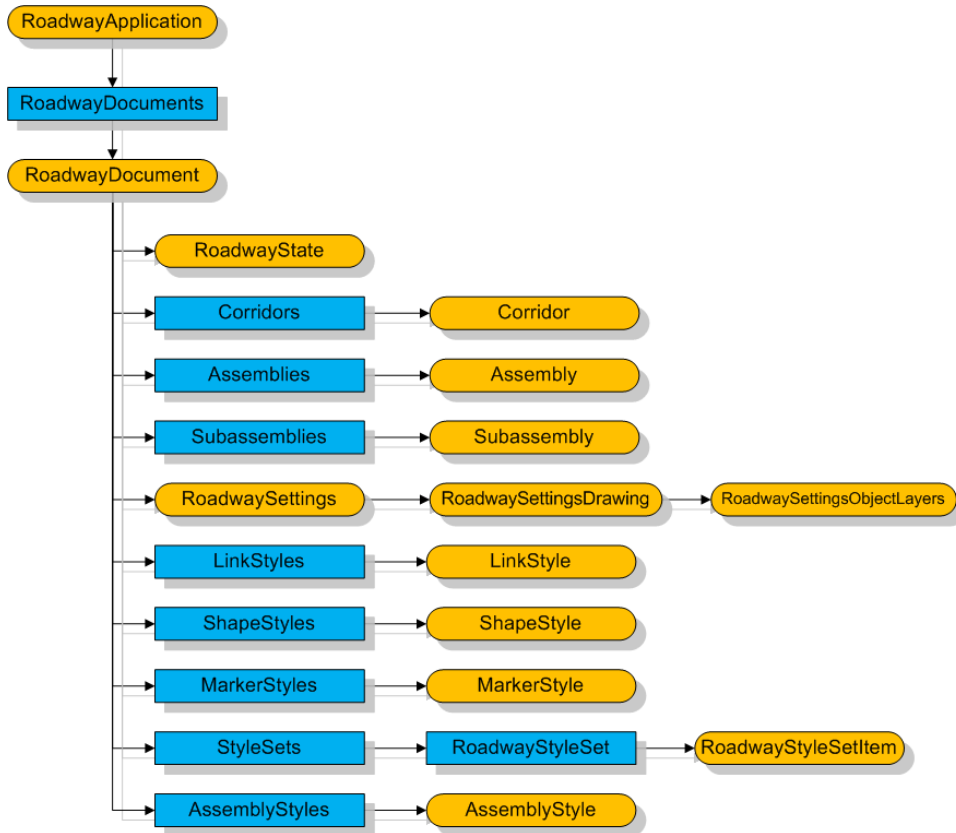 RoadwayApplication
RoadwayDocuments
RoadwayDocument
RoadwayState
Corridors Corridor
Assemblies Assembly
Subassemblies Subassembly
RoadwaySettings RoadwaySettingsDrawing RoadwaySettingsObjectLayers
LinkStyles LinkStyle
ShapeStyles ShapeStyle
MarkerStyles MarkerStyle
StyleSets RoadwayStyleSet RoadwayStyleSetItem
AssemblyStyles AssemblyStyle